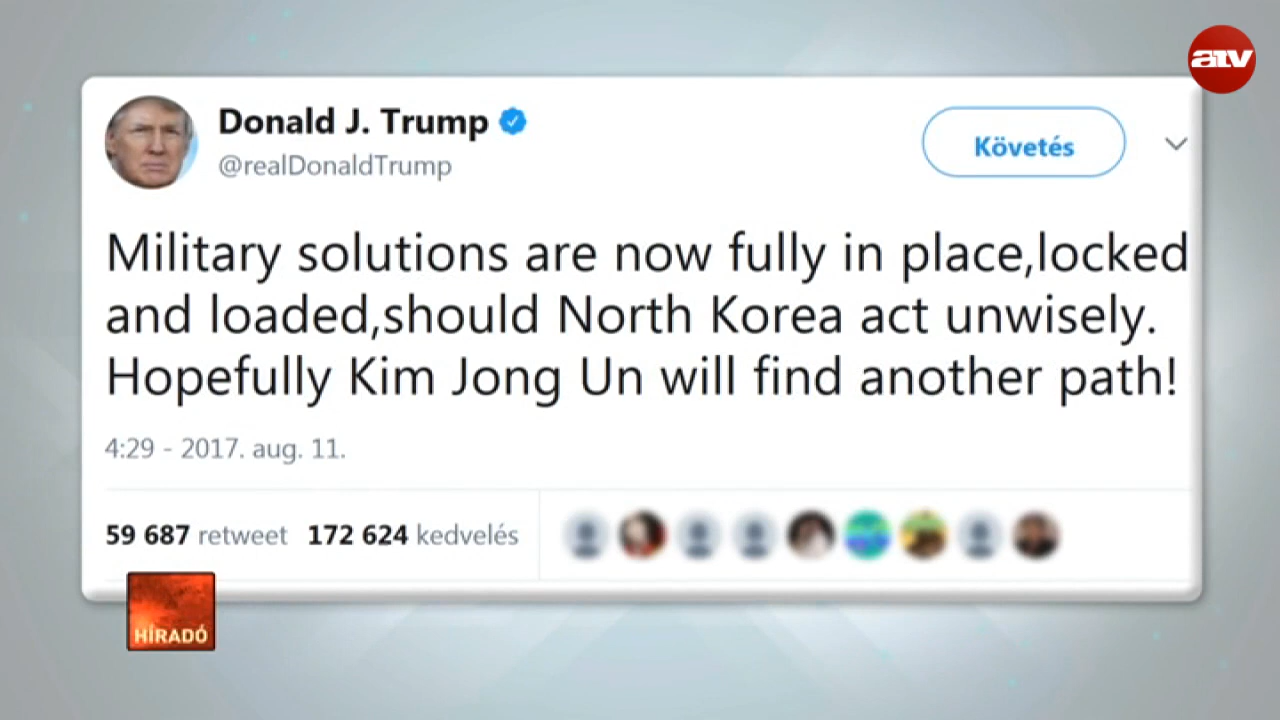 atv
Donald J. Trump
@realDonaldTrump
Követés
Military solutions are now fully in place,locked
and loaded,should North Korea act unwisely.
Hopefully Kim Jong Un will find another path!
4:29 - 2017. aug. 11.
59 687 retweet 172 624 kedvelés
HÍRADÓ
atv